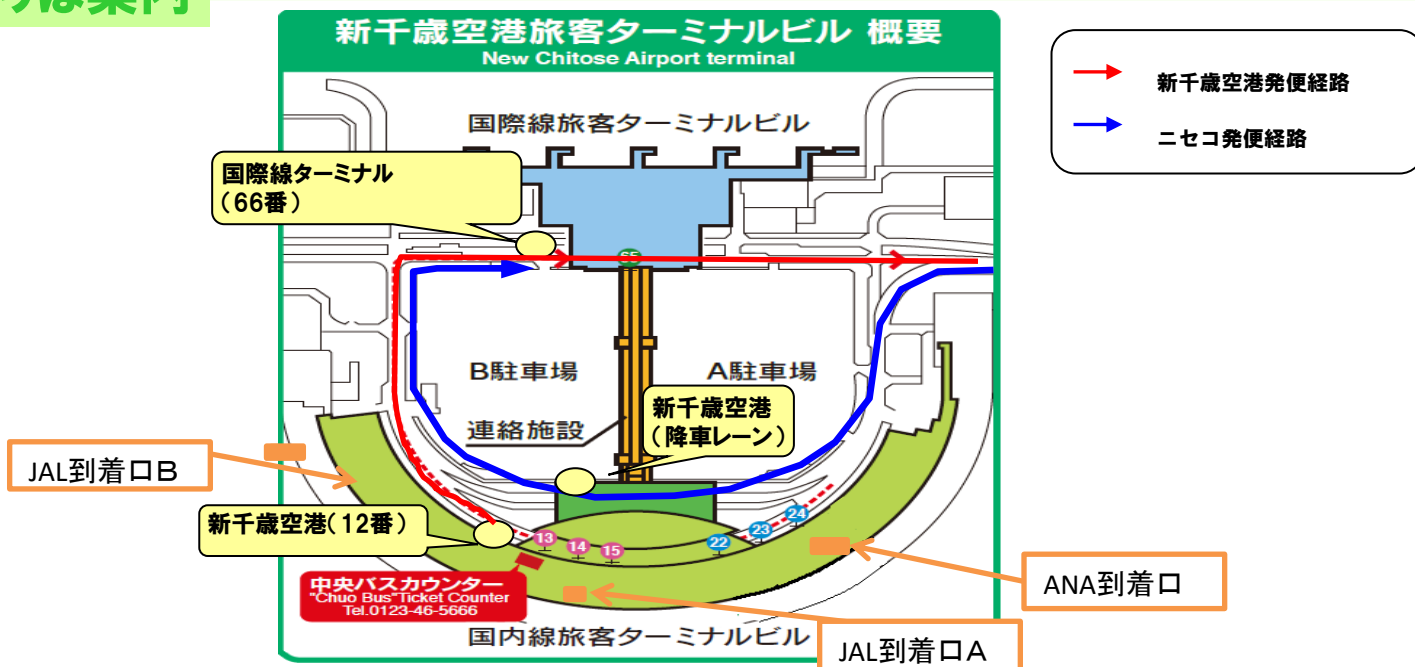 新千歳空港旅客ターミナルビル 概要
New Chitose Airport terminal
新千歳空港発便経路
ニセコ発便経路
国際線旅客ターミナルビル
国際線ターミナル
(66番)
65
B駐車場
A駐車場
新千歳空港
(降車レーン)
連絡施設
JAL到着口B
新千歳空港(12番)
13
14
15
22
23
24
中央バスカウンター
"Chuo Bus"Ticket Counter
Tel.0123-46-5666
ANA到着口
国内線旅客ターミナルビル
JAL到着口A